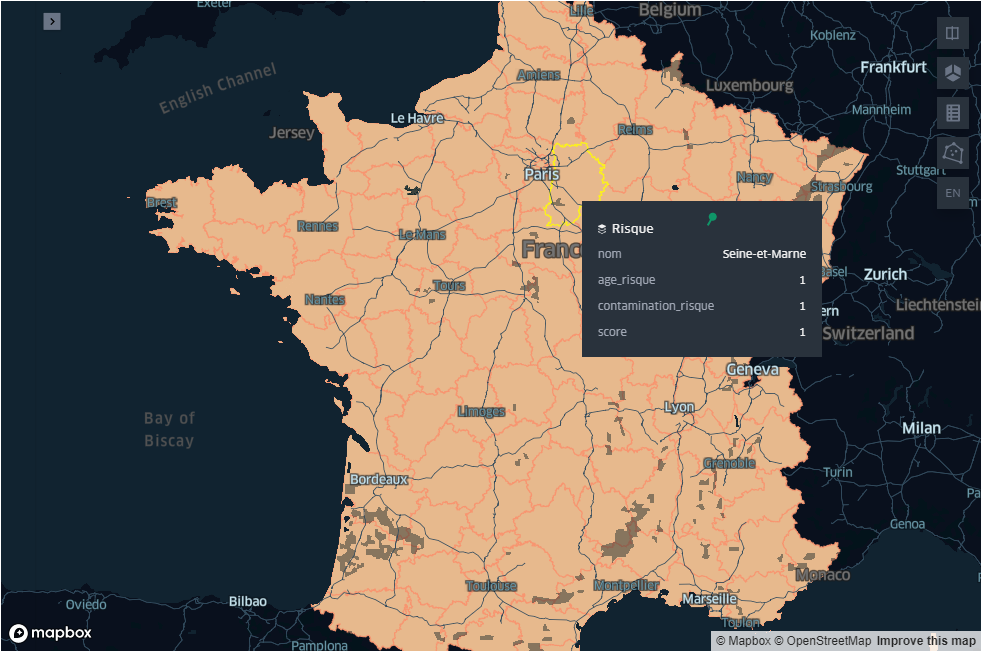 Exeter
Lille
Belgium
Koblenz
Frankfurt
Amiens
English Channel
Luxembourg
Mannheim
Le Havre
Jersey
Reims
Paris
Nancy
Stuttgart
Strasbourg
EN
Brest
Rennes
Le Mans
Franc
Risque
nom Seine-et-Marne
age_risque 1
contamination_risque 1
score 1
Basel
Zurich
Tours
Nantes
Liechtenstein
ern
Switzerland
Geneva
Limoges
Lyon
Bay of
Biscay
Milan
Grenoble
Turin
Bordeaux
Pa
Genoa
Monaco
Toulouse
Montpellier
Marseille
Oviedo
Bilbao
Toulon
mapbox
Pamplona
© Mapbox © OpenStreetMap Improve this map